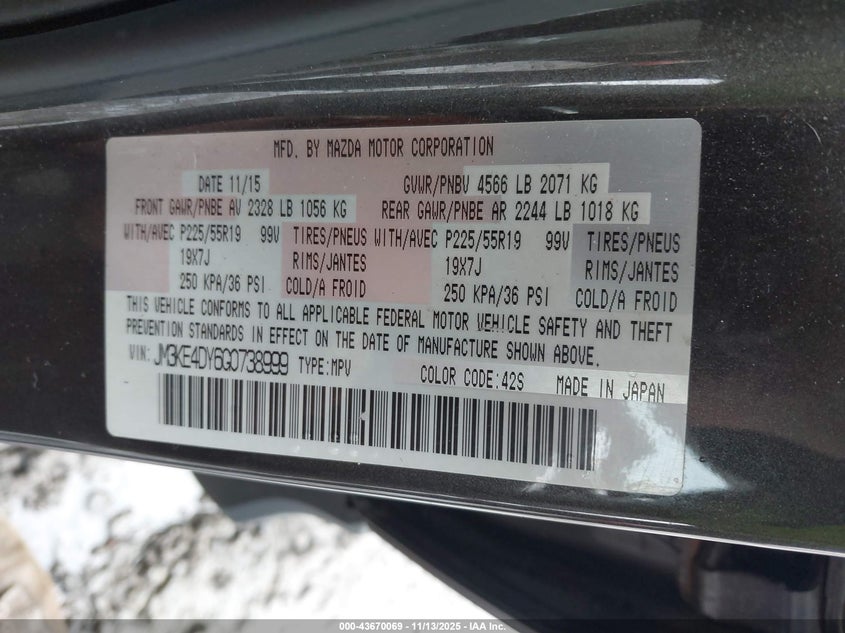 MFD. BY MAZDA MOTOR CORPORATION
DATE 11/15 GVWR/PNBV 4566 LB 2071 KG
FRONT GAWR/PNBE AV 2328 LB 1056 KG REAR GAWR/PNBE AR 2244 LB 1018 KG
WITH/AVEC P225/55R19 99V TIRES/PNEUS WITH/AVEC P225/55R19 99V TIRES/PNEUS
19X7J RIMS/JANTES 19X7J RIMS/JANTES
250 KPA/36 PSI COLD/A FROID 250 KPA/36 PSI COLD/A FROID
THIS VEHICLE CONFORMS TO ALL APPLICABLE FEDERAL MOTOR VEHICLE SAFETY AND THEFT
PREVENTION STANDARDS IN EFFECT ON THE DATE OF MANUFACTURE SHOWN ABOVE.
VIN: JM3KE4DY6G0738999 TYPE:MPV COLOR CODE:42S MADE IN JAPAN
000-43670069 - 11/13/2025 - IAA Inc.